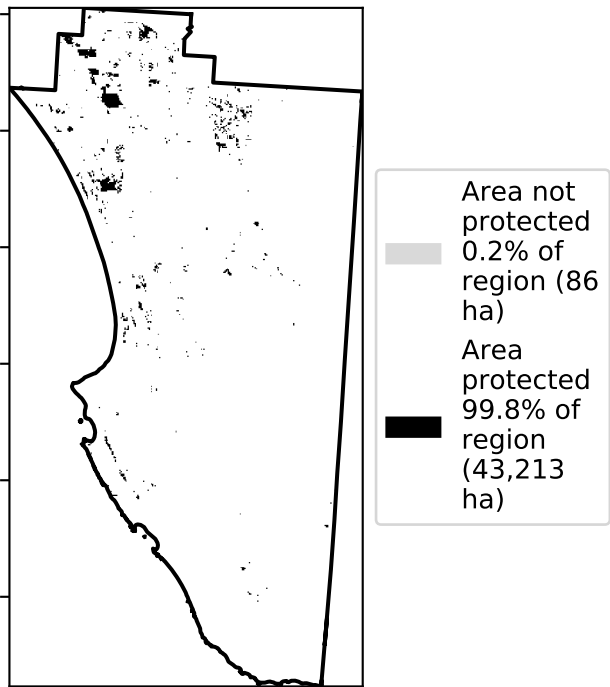 Area not
protected
0.2% of
region (86
ha)
Area
protected
99.8% of
region
(43,213
ha)